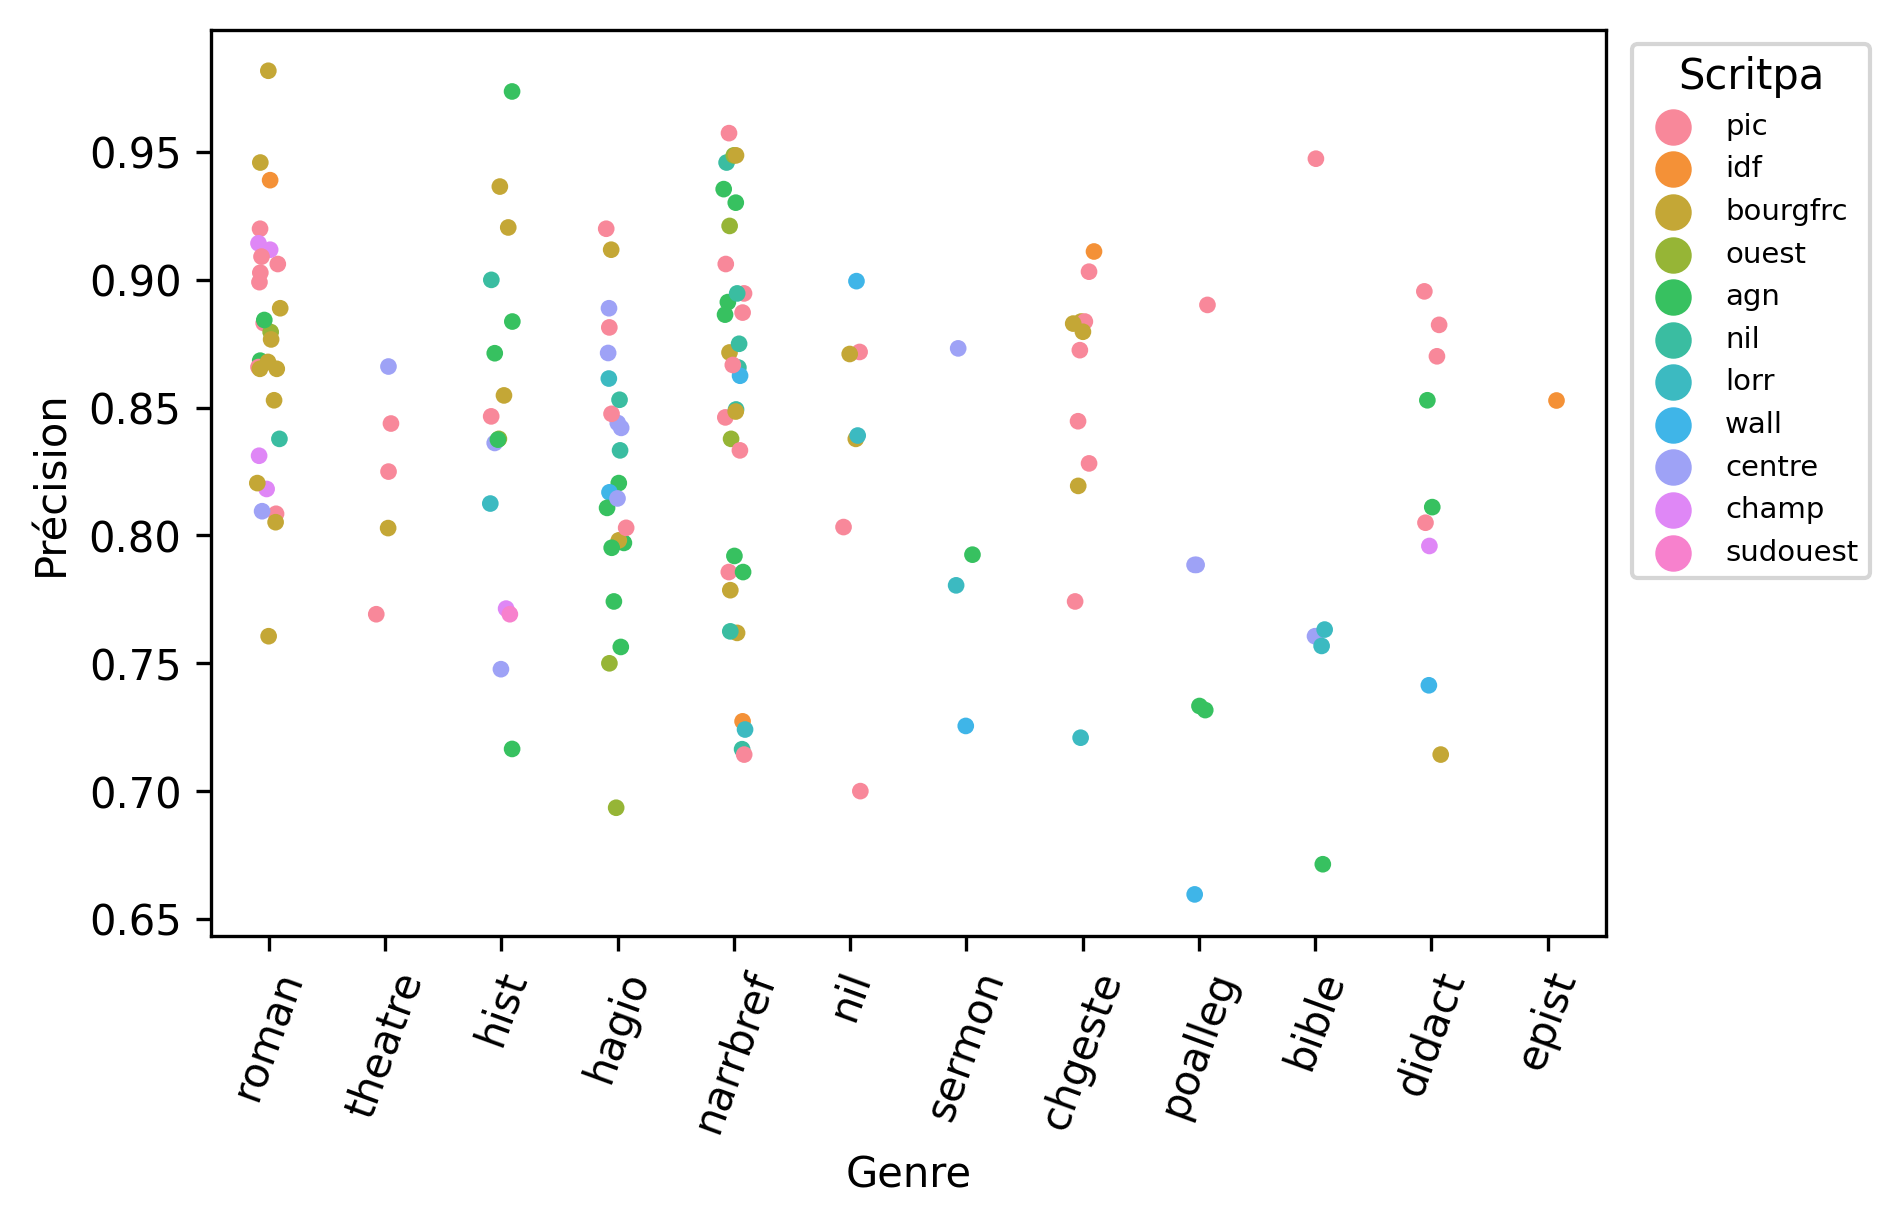 Scritpa
pic
idf
bourgfrc
ouest
agn
nil
lorr
wall
centre
champ
sudouest
Précision
0.95
0.90
0.85
0.80
0.75
0.70
0.65
roman
theatre
hist
hagio
narrbref
nil
sermon
chgeste
poalleg
bible
didact
epist
Genre